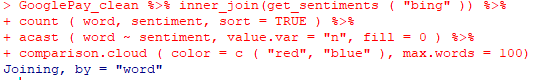 > GooglePay_clean %>% inner_join(get_sentiments ( "bing" )) %>%
+ count ( word, sentiment, sort = TRUE ) %>%
+ acast ( word ~ sentiment, value.var = "n", fill = 0 ) %>%
+ comparison.cloud ( color = c ( "red", "blue" ), max.words = 100)
Joining, by = "word"